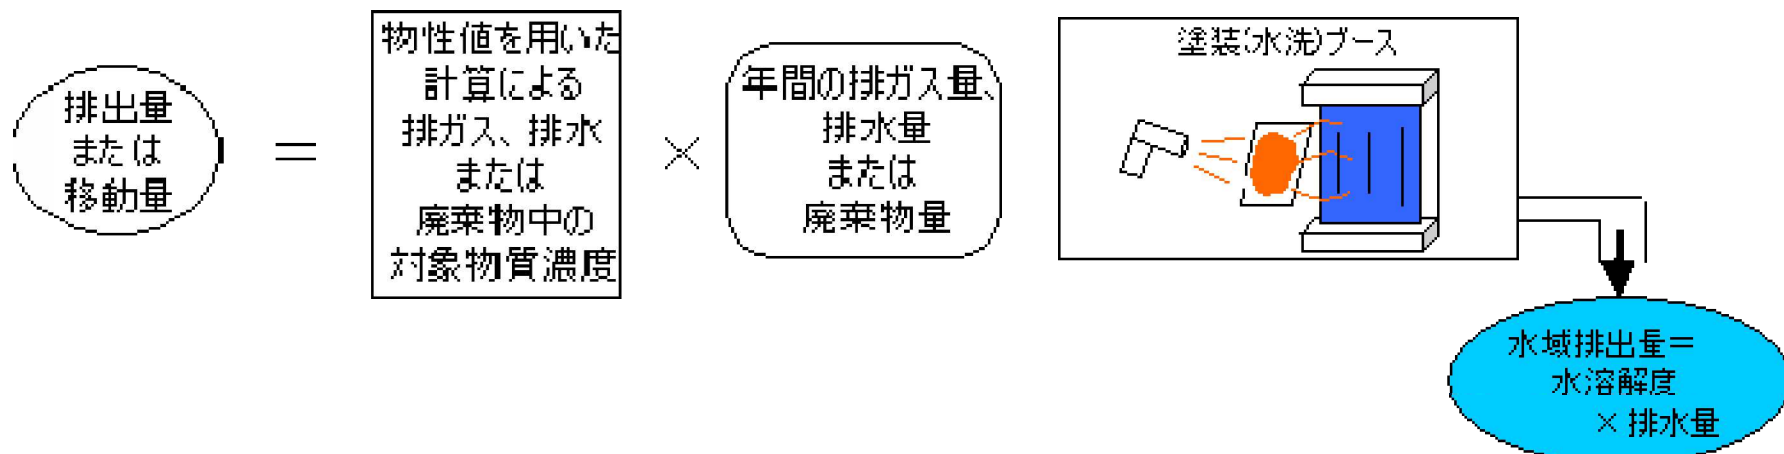 排出量
または
移動量
＝
物性値を用いた
計算による
排ガス、排水
または
廃棄物中の
対象物質濃度
×
年間の排ガス量、
排水量
または
廃棄物量
塗装(水洗)ブース
水域排出量＝
水溶解度
×排水量